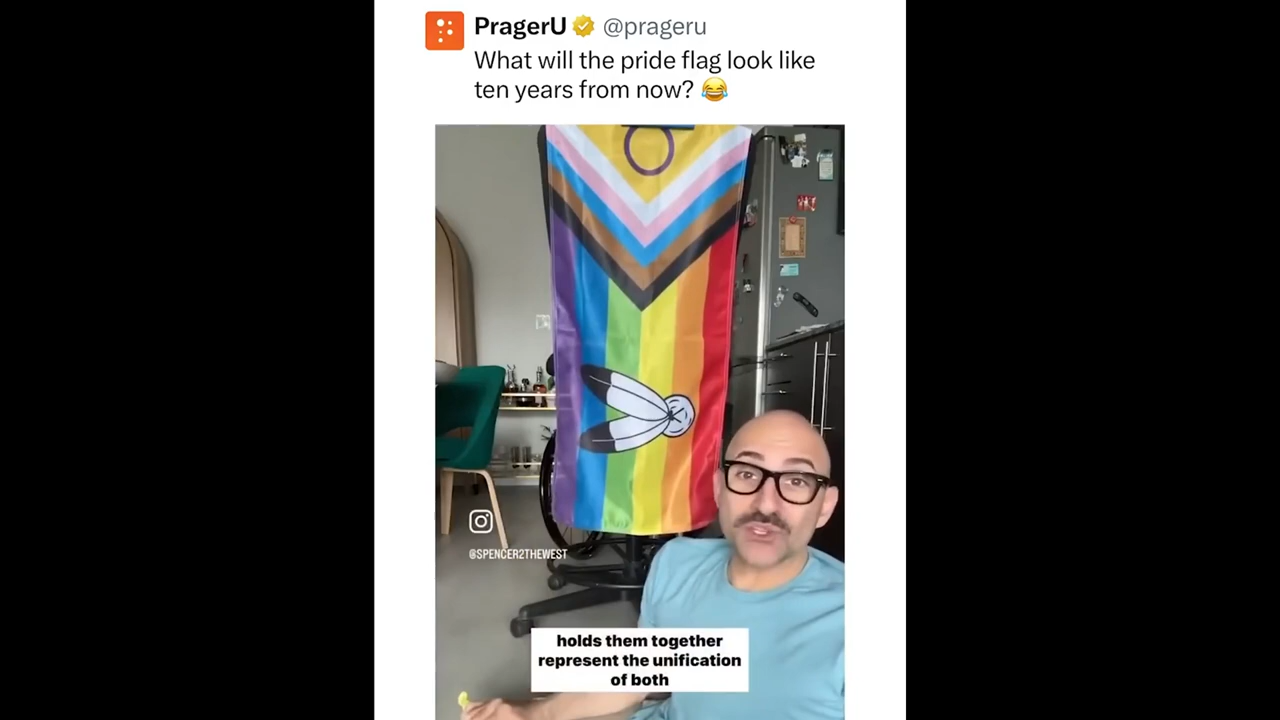 PragerU @prageru
What will the pride flag look like
ten years from now? 😂
@SPENCER2THEWEST
holds them together
represent the unification
of both